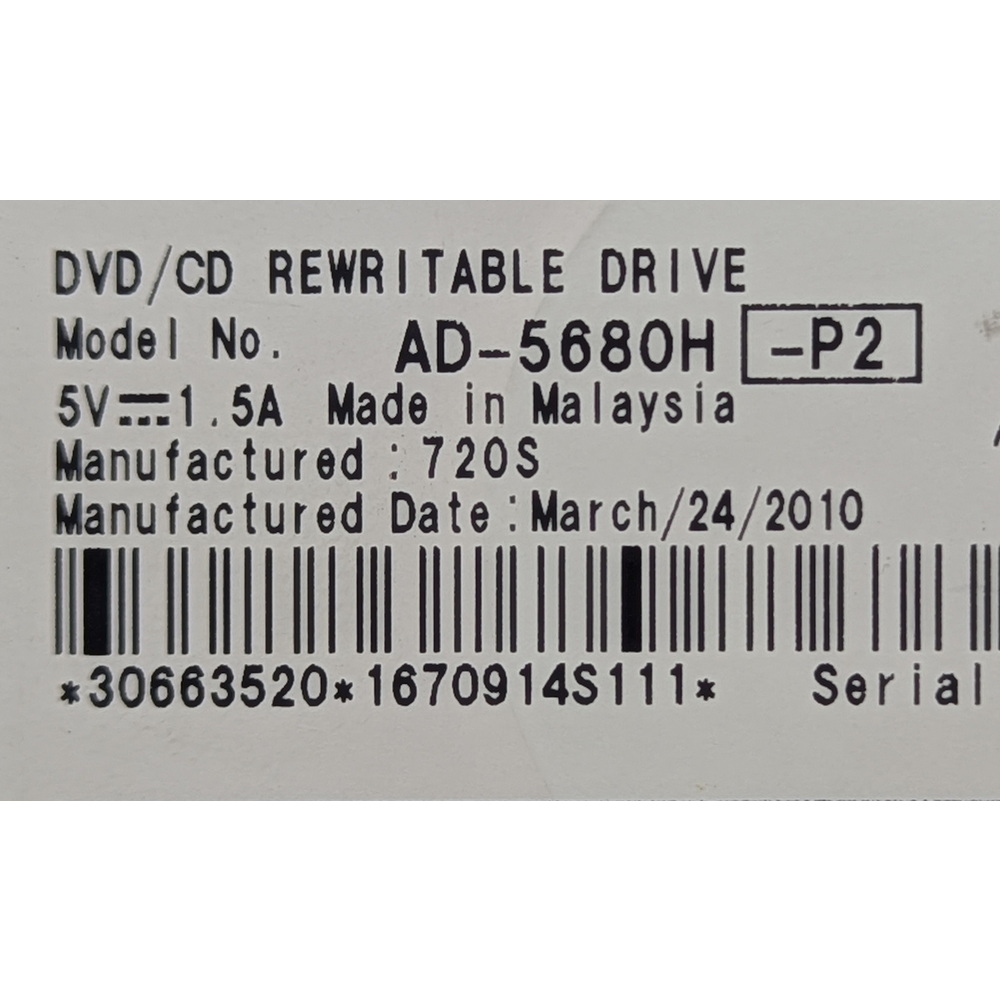 DVD/CD REWRITABLE DRIVE
Model No. AD-5680H -P2
5V⎓1.5A Made in Malaysia
Manufactured : 720S
Manufactured Date:March/24/2010
*30663520*1670914S111* Serial